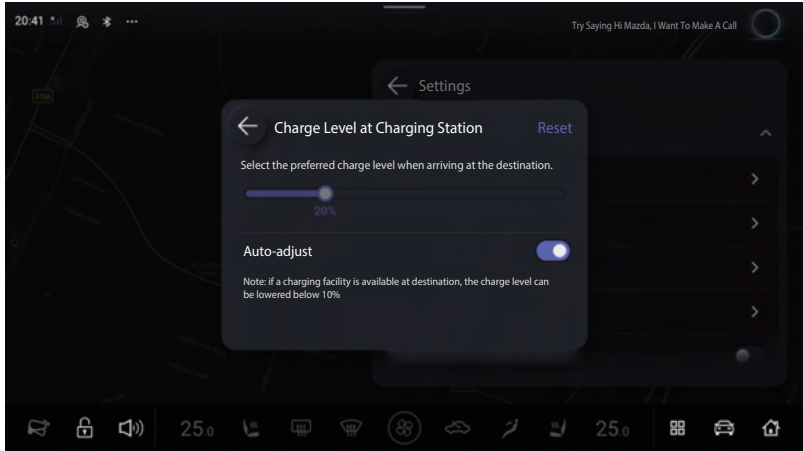 20:41
Try Saying Hi Mazda, I Want To Make A Call
Settings
Charge Level at Charging Station
Reset
Select the preferred charge level when arriving at the destination.
20%
Auto-adjust
Note: if a charging facility is available at destination, the charge level can
be lowered below 10%
25.0
25.0